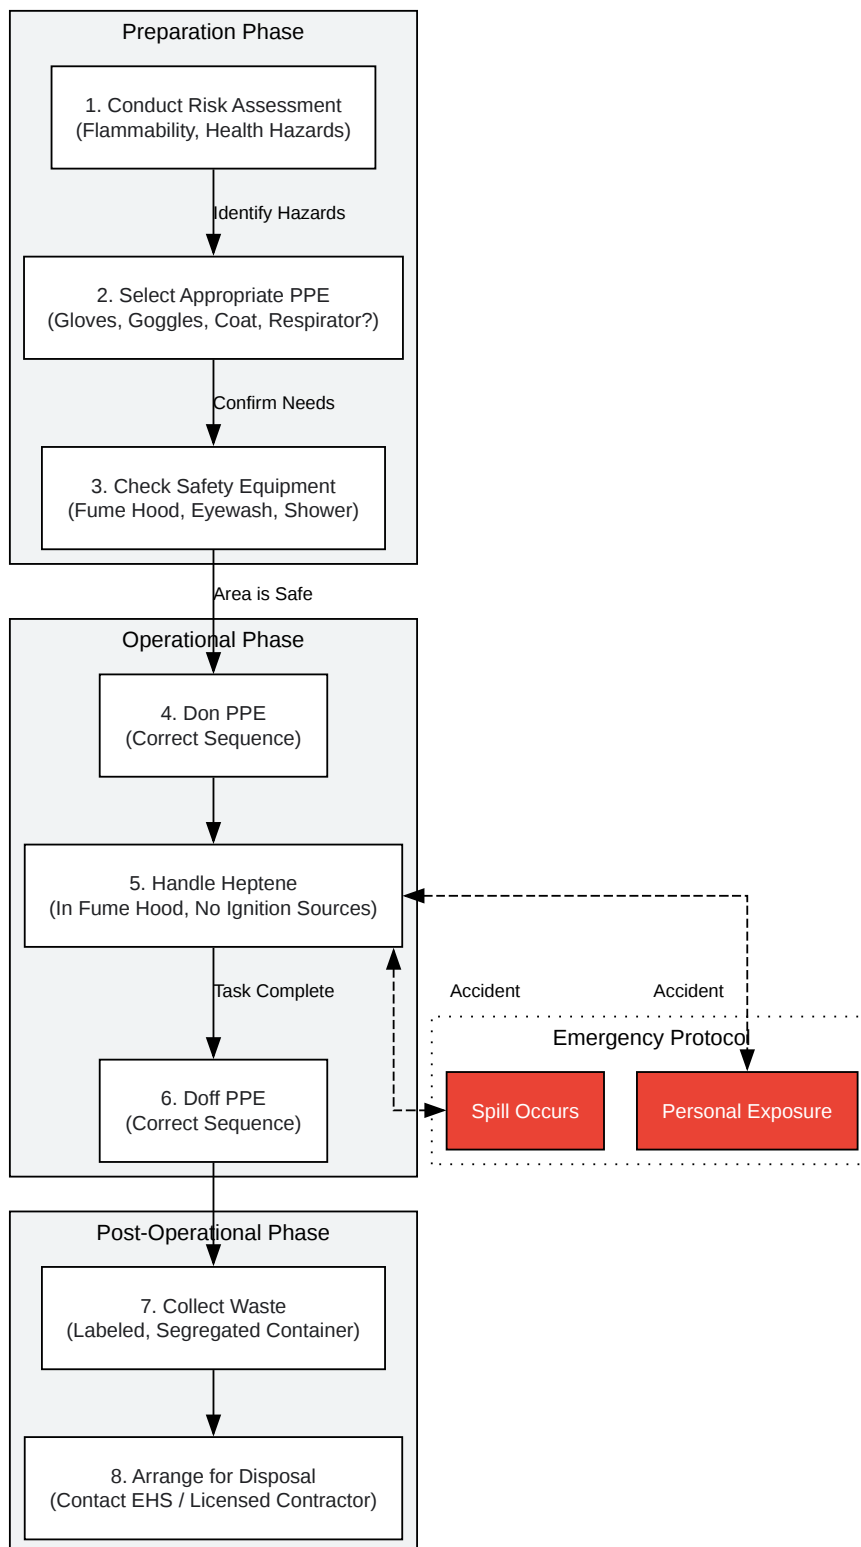 Preparation Phase
1. Conduct Risk Assessment
(Flammability, Health Hazards)
Identify Hazards
2. Select Appropriate PPE
(Gloves, Goggles, Coat, Respirator?)
Confirm Needs
3. Check Safety Equipment
(Fume Hood, Eyewash, Shower)
Area is Safe
Operational Phase
4. Don PPE
(Correct Sequence)
5. Handle Heptene
(In Fume Hood, No Ignition Sources)
Task Complete
Accident
Accident
Emergency Protocol
Spill Occurs
Personal Exposure
6. Doff PPE
(Correct Sequence)
Post-Operational Phase
7. Collect Waste
(Labeled, Segregated Container)
8. Arrange for Disposal
(Contact EHS / Licensed Contractor)